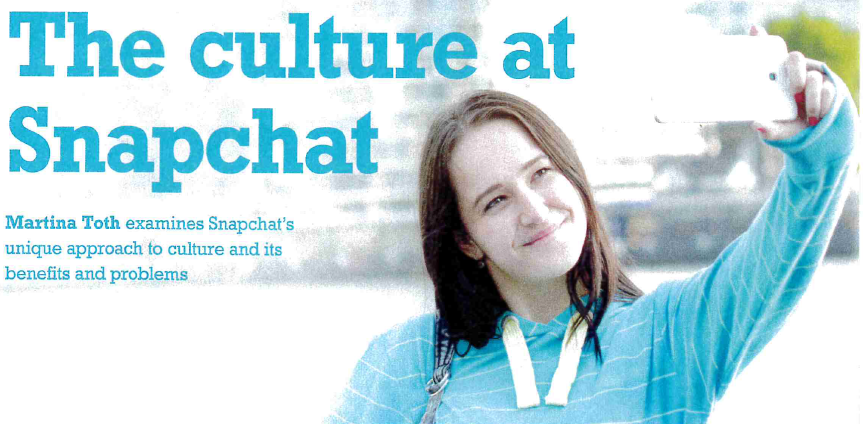 The culture at
Snapchat
Martina Toth examines Snapchat's
unique approach to culture and its
benefits and problems